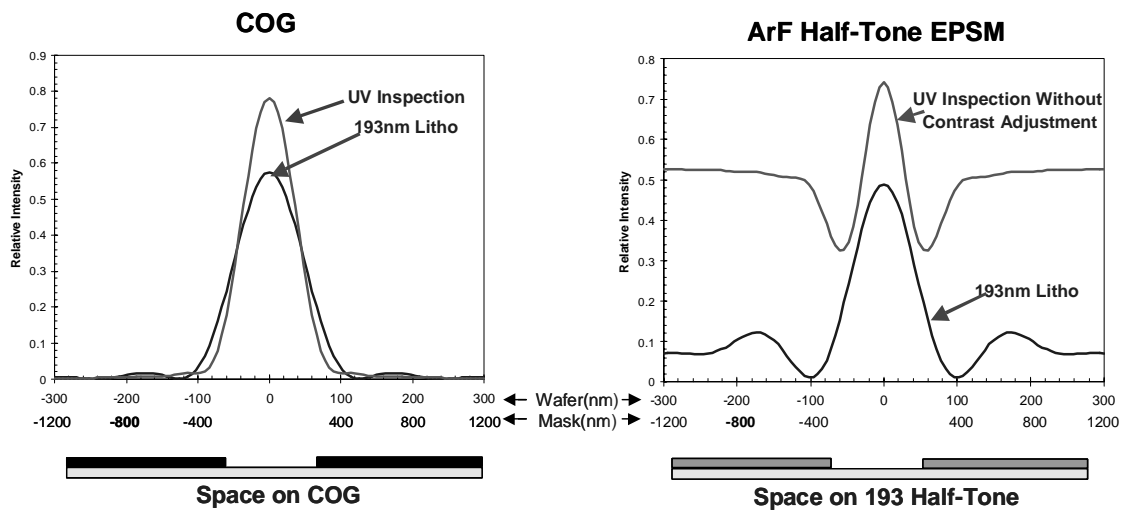 COG
0.9
0.8
0.7
0.6
0.5
0.4
0.3
0.2
0.1
0
Relative Intensity
UV Inspection
193nm Litho
-300 -200 -100 0 100 200 300
-1200 -800 -400 400 800 1200
Space on COG
Wafer(nm)
Mask(nm)
ArF Half-Tone EPSM
0.8
0.7
0.6
0.5
0.4
0.3
0.2
0.1
0
Relative Intensity
UV Inspection Without
Contrast Adjustment
193nm Litho
-300 -200 -100 0 100 200 300
-1200 -800 -400 400 800 1200
Space on 193 Half-Tone